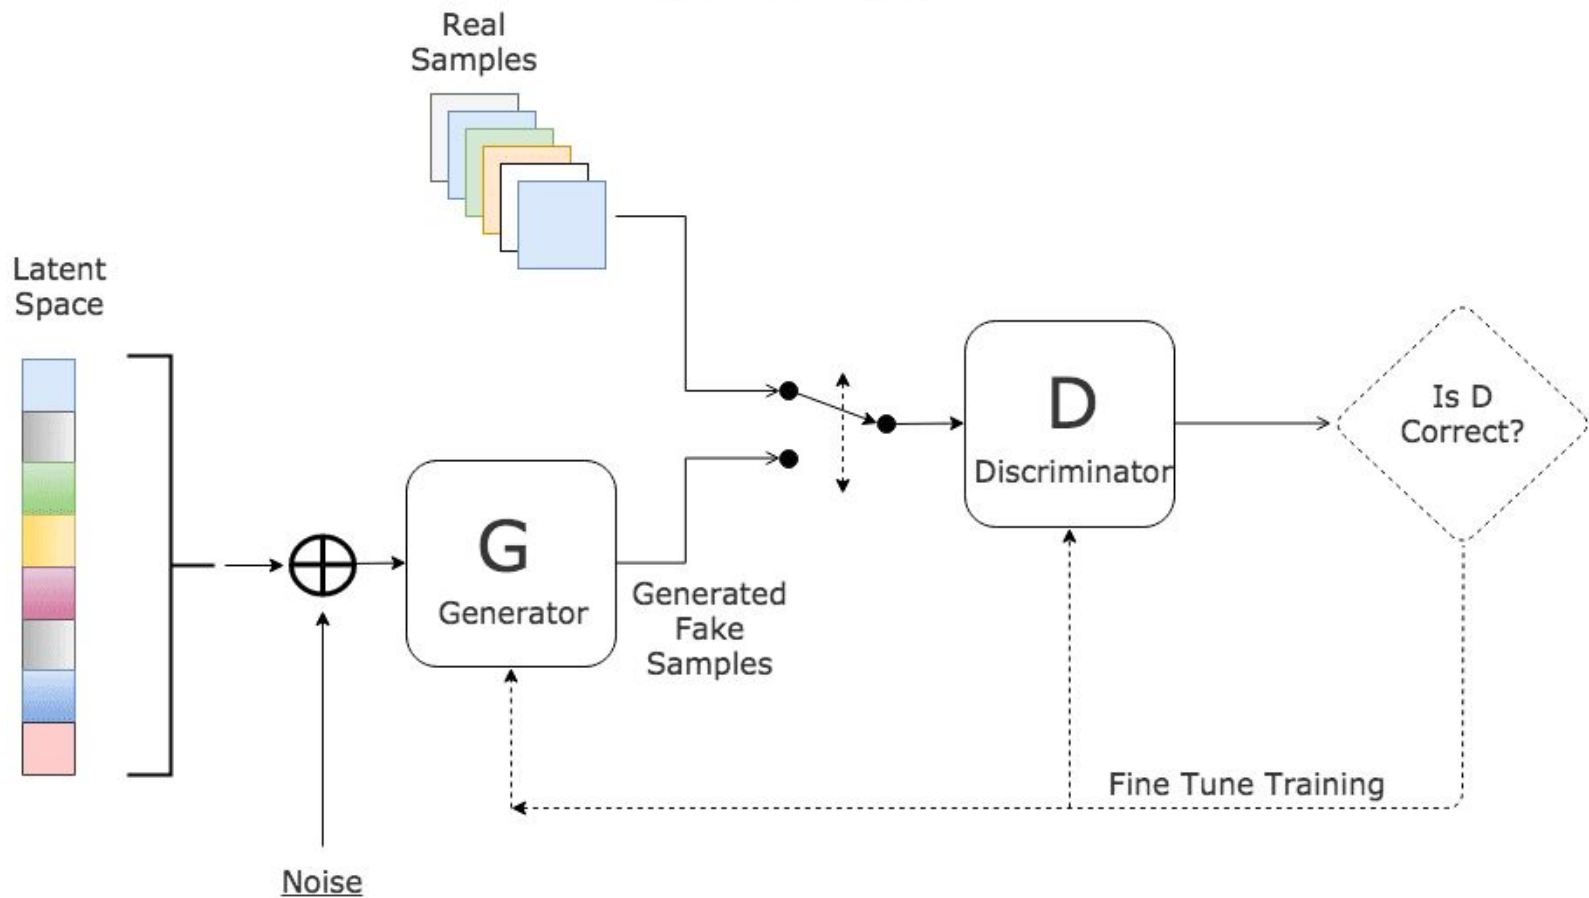 Real
Samples
Latent
Space
D
Discriminator
Is D
Correct?
G
Generator
Generated
Fake
Samples
Fine Tune Training
Noise